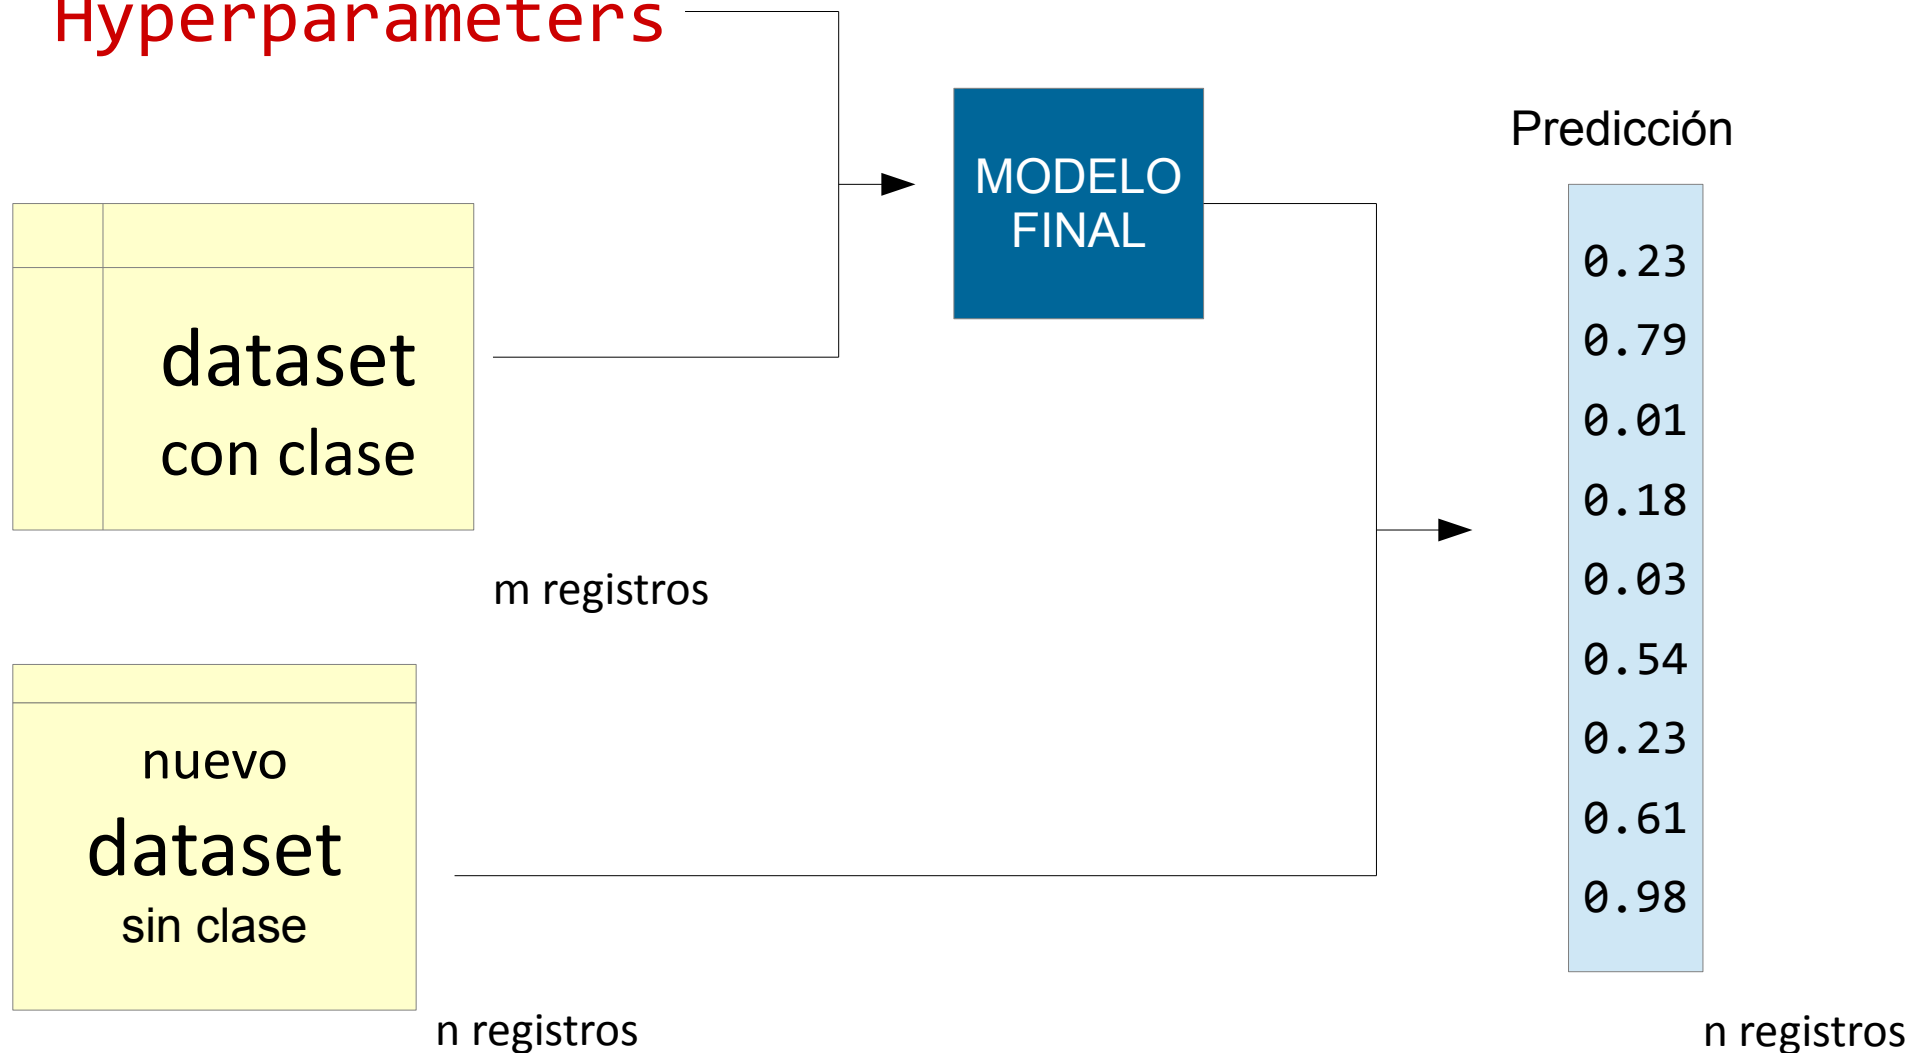 Hyperparameters
MODELO
FINAL
dataset
con clase
m registros
nuevo
dataset
sin clase
n registros
Predicción
0.23
0.79
0.01
0.18
0.03
0.54
0.23
0.61
0.98
n registros